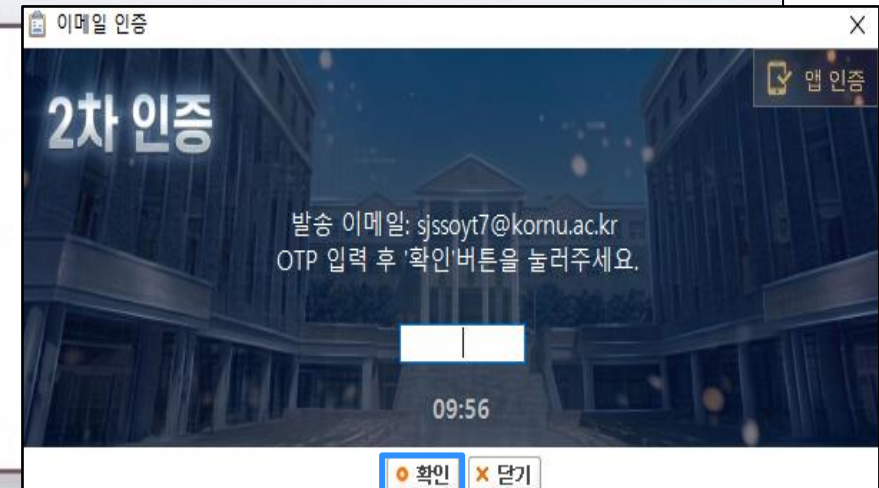 이메일 인증
앱 인증
2차 인증
발송 이메일: sjssoyt7@kornu.ac.kr
OTP 입력 후 '확인'버튼을 눌러주세요.
09:56
확인 닫기